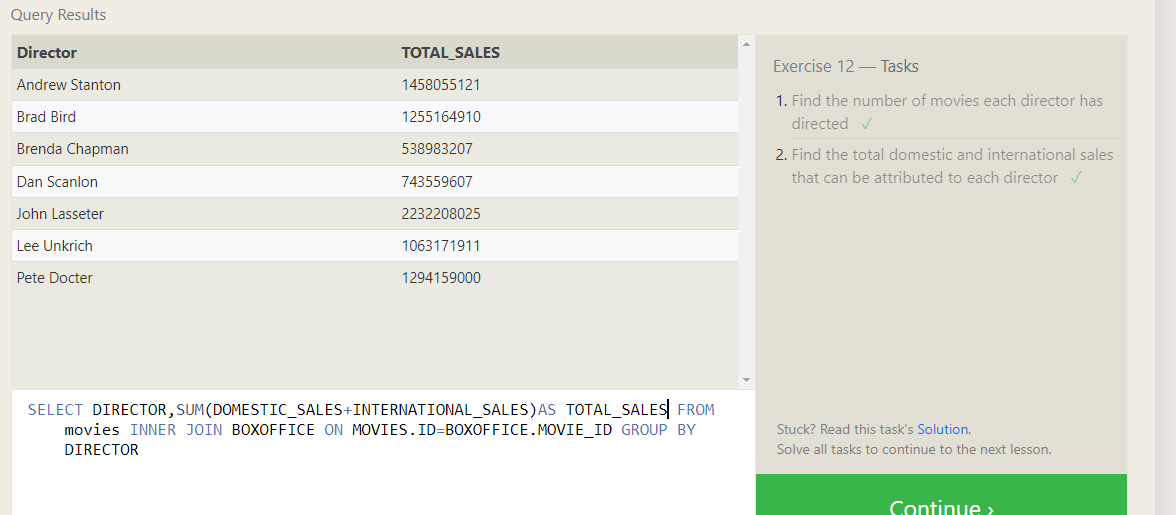 Query Results
Director TOTAL_SALES
Andrew Stanton 1458055121
Brad Bird 1255164910
Brenda Chapman 538983207
Dan Scanlon 743559607
John Lasseter 2232208025
Lee Unkrich 1063171911
Pete Docter 1294159000
SELECT DIRECTOR,SUM(DOMESTIC_SALES+INTERNATIONAL_SALES)AS TOTAL_SALES FROM
movies INNER JOIN BOXOFFICE ON MOVIES.ID=BOXOFFICE.MOVIE_ID GROUP BY
DIRECTOR
Exercise 12 — Tasks
1. Find the number of movies each director has
directed ✓
2. Find the total domestic and international sales
that can be attributed to each director ✓
Stuck? Read this task's Solution.
Solve all tasks to continue to the next lesson.
Continue ›